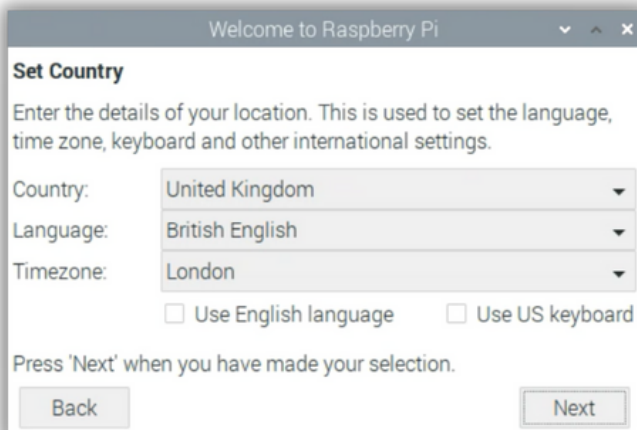 Welcome to Raspberry Pi
Set Country
Enter the details of your location. This is used to set the language,
time zone, keyboard and other international settings.
Country: United Kingdom
Language: British English
Timezone: London
Use English language Use US keyboard
Press 'Next' when you have made your selection.
Back Next